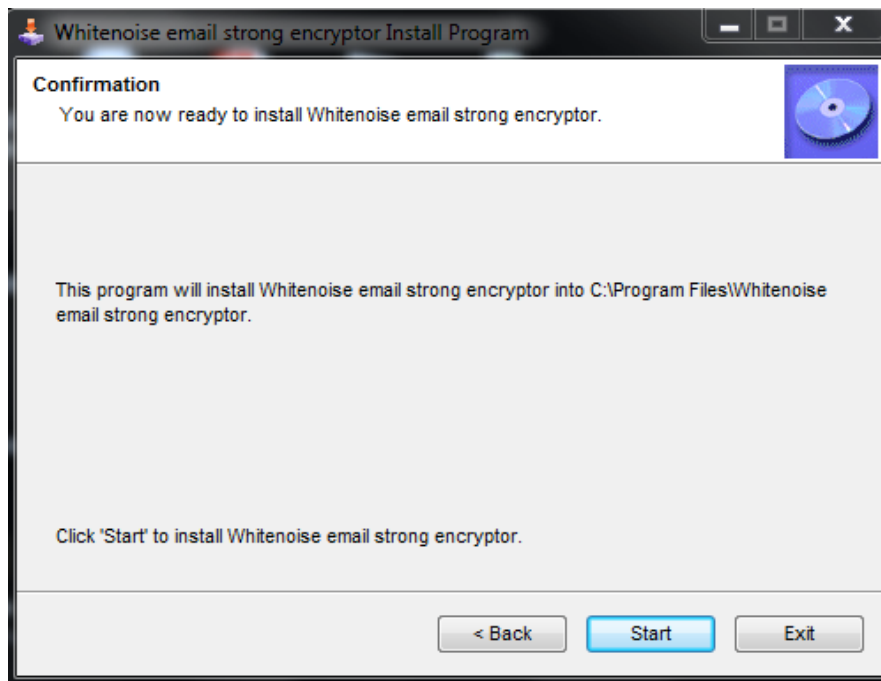 Whitenoise email strong encryptor Install Program
Confirmation
You are now ready to install Whitenoise email strong encryptor.
This program will install Whitenoise email strong encryptor into C:\Program Files\Whitenoise
email strong encryptor.
Click 'Start' to install Whitenoise email strong encryptor.
< Back Start Exit